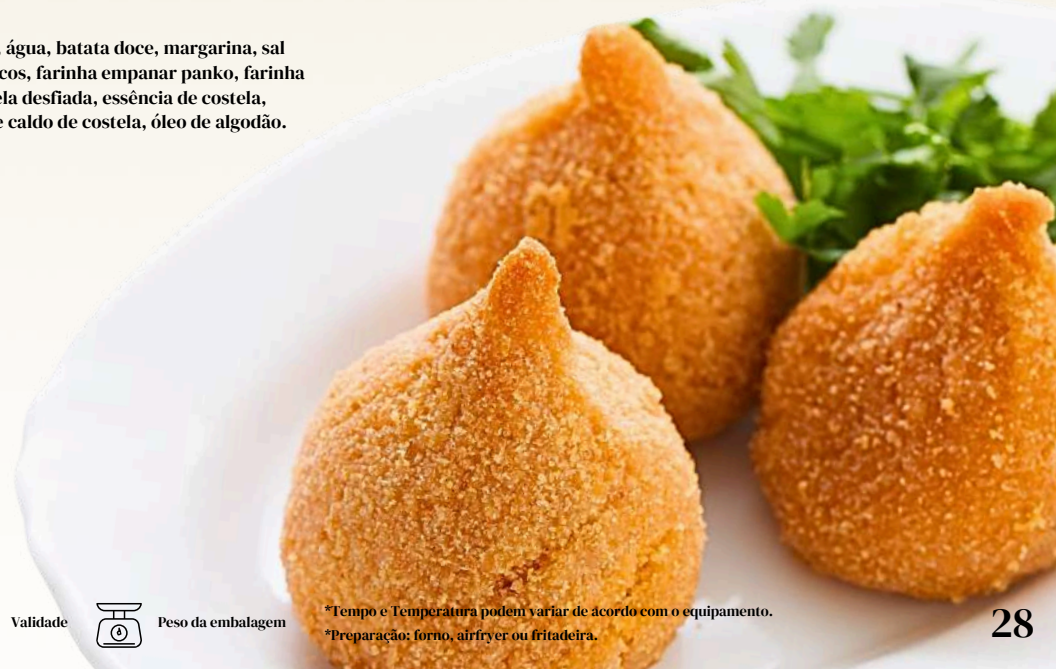 , água, batata doce, margarina, sal
cos, farinha empanar panko, farinha
ela desfiada, essência de costela,
e caldo de costela, óleo de algodão.
Validade
Peso da embalagem
*Tempo e Temperatura podem variar de acordo com o equipamento.
*Preparação: forno, airfryer ou fritadeira.
28